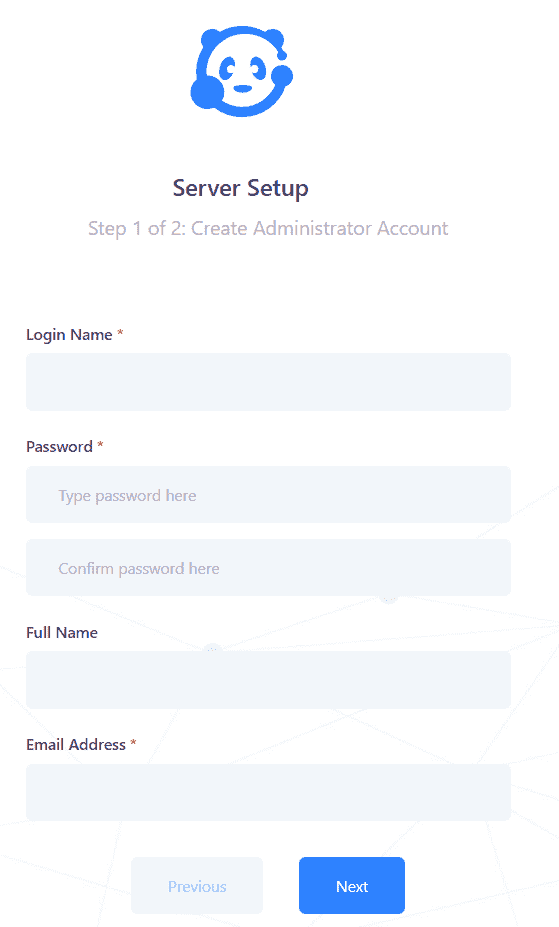 Server Setup
Step 1 of 2: Create Administrator Account
Login Name *
Password *
Type password here
Confirm password here
Full Name
Email Address *
Previous
Next